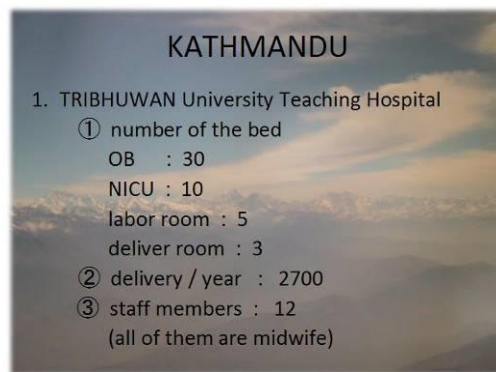 KATHMANDU
1. TRIBHUWAN University Teaching Hospital
① number of the bed
OB : 30
NICU : 10
labor room : 5
deliver room : 3
② delivery / year : 2700
③ staff members : 12
(all of them are midwife)